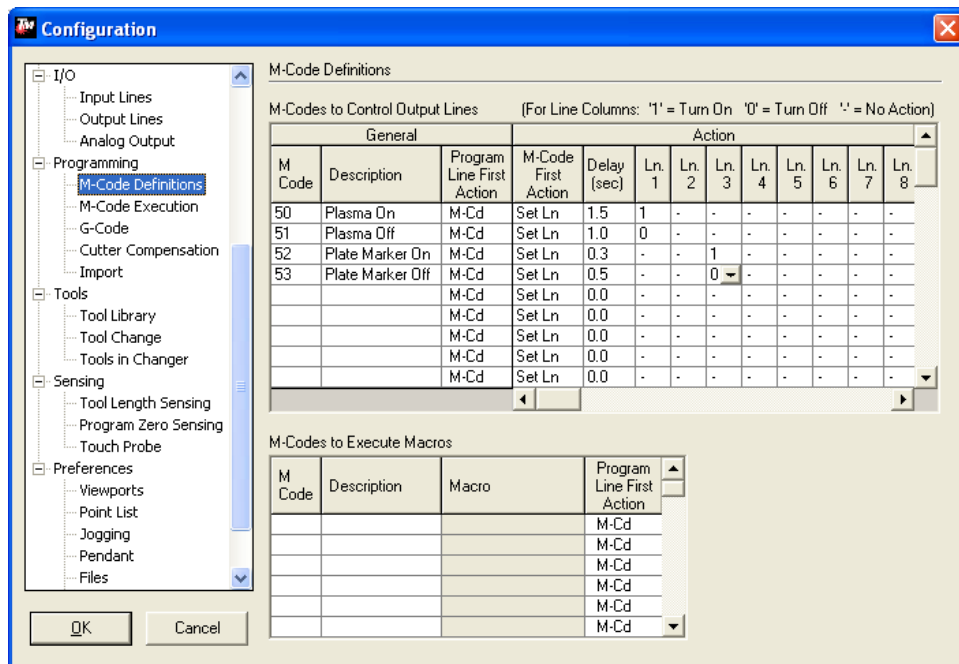 Configuration
I/O
Input Lines
Output Lines
Analog Output
Programming
M-Code Definitions
M-Code Execution
G-Code
Cutter Compensation
Import
Tools
Tool Library
Tool Change
Tools in Changer
Sensing
Tool Length Sensing
Program Zero Sensing
Touch Probe
Preferences
Viewports
Point List
Jogging
Pendant
Files
OK Cancel
M-Code Definitions
M-Codes to Control Output Lines (For Line Columns: '1' = Turn On '0' = Turn Off '-' = No Action)
General Action
M Code Description Program Line First Action M-Code First Action Delay (sec) Ln. 1 Ln. 2 Ln. 3 Ln. 4 Ln. 5 Ln. 6 Ln. 7 Ln. 8
50 Plasma On M-Cd Set Ln 1.5 1 - - - - - - -
51 Plasma Off M-Cd Set Ln 1.0 0 - - - - - - -
52 Plate Marker On M-Cd Set Ln 0.3 - - 1 - - - - -
53 Plate Marker Off M-Cd Set Ln 0.5 - - 0 - - - - -
M-Cd Set Ln 0.0 - - - - - - - -
M-Cd Set Ln 0.0 - - - - - - - -
M-Cd Set Ln 0.0 - - - - - - - -
M-Cd Set Ln 0.0 - - - - - - - -
M-Cd Set Ln 0.0 - - - - - - - -
M-Codes to Execute Macros
M Code Description Macro Program Line First Action
M-Cd
M-Cd
M-Cd
M-Cd
M-Cd
M-Cd